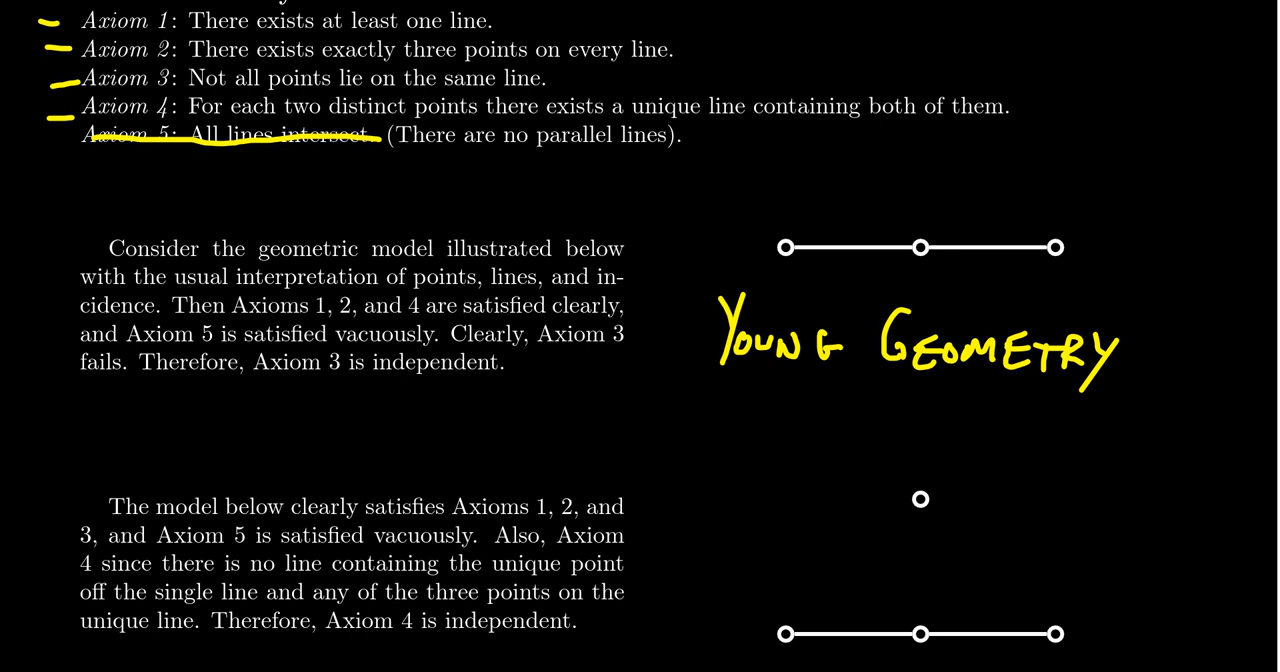 Axiom 1: There exists at least one line.
Axiom 2: There exists exactly three points on every line.
Axiom 3: Not all points lie on the same line.
Axiom 4: For each two distinct points there exists a unique line containing both of them.
Axiom 5: All lines intersect. (There are no parallel lines).
Consider the geometric model illustrated below
with the usual interpretation of points, lines, and in-
cidence. Then Axioms 1, 2, and 4 are satisfied clearly,
and Axiom 5 is satisfied vacuously. Clearly, Axiom 3
fails. Therefore, Axiom 3 is independent.
YOUNG GEOMETRY
The model below clearly satisfies Axioms 1, 2, and
3, and Axiom 5 is satisfied vacuously. Also, Axiom
4 since there is no line containing the unique point
off the single line and any of the three points on the
unique line. Therefore, Axiom 4 is independent.